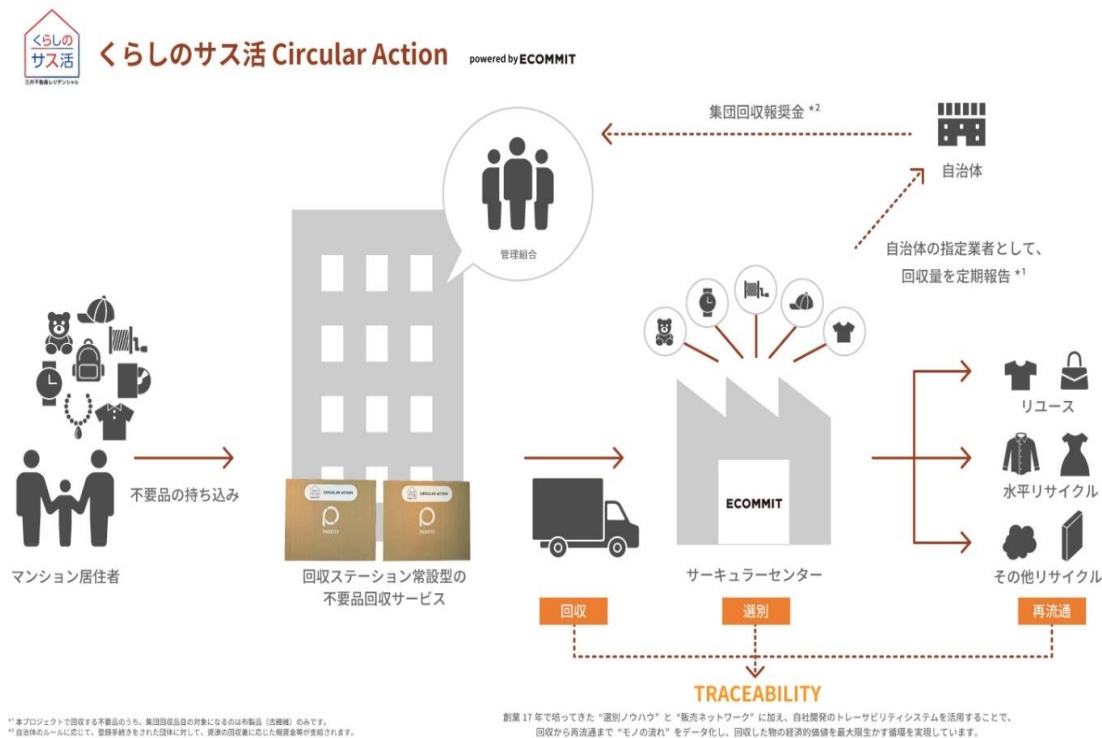 くらしの
サス活
三井不動産レジデンシャル
くらしのサス活 Circular Action powered by ECOMMIT
集団回収報奨金 *2
自治体
管理組合
自治体の指定業者として、
回収量を定期報告 *1
リユース
不要品の持ち込み
水平リサイクル
CIRCULAR ACTION
CIRCULAR ACTION
PASSTO
PASSTO
ECOMMIT
マンション居住者
回収ステーション常設型の
不要品回収サービス
サーキュラーセンター
その他リサイクル
回収
選別
再流通
TRACEABILITY
創業 17 年で培ってきた “選別ノウハウ” と “販売ネットワーク” に加え、自社開発のトレーサビリティシステムを活用することで、
回収から再流通まで “モノの流れ” をデータ化し、回収した物の経済的価値を最大限生かす循環を実現しています。
*1 本プロジェクトで回収する不要品のうち、集団回収品目の対象になるのは布製品（古繊維）のみです。
*2 自治体のルールに応じて、登録手続きをされた団体に対して、資源の回収量に応じた報奨金等が支給されます。